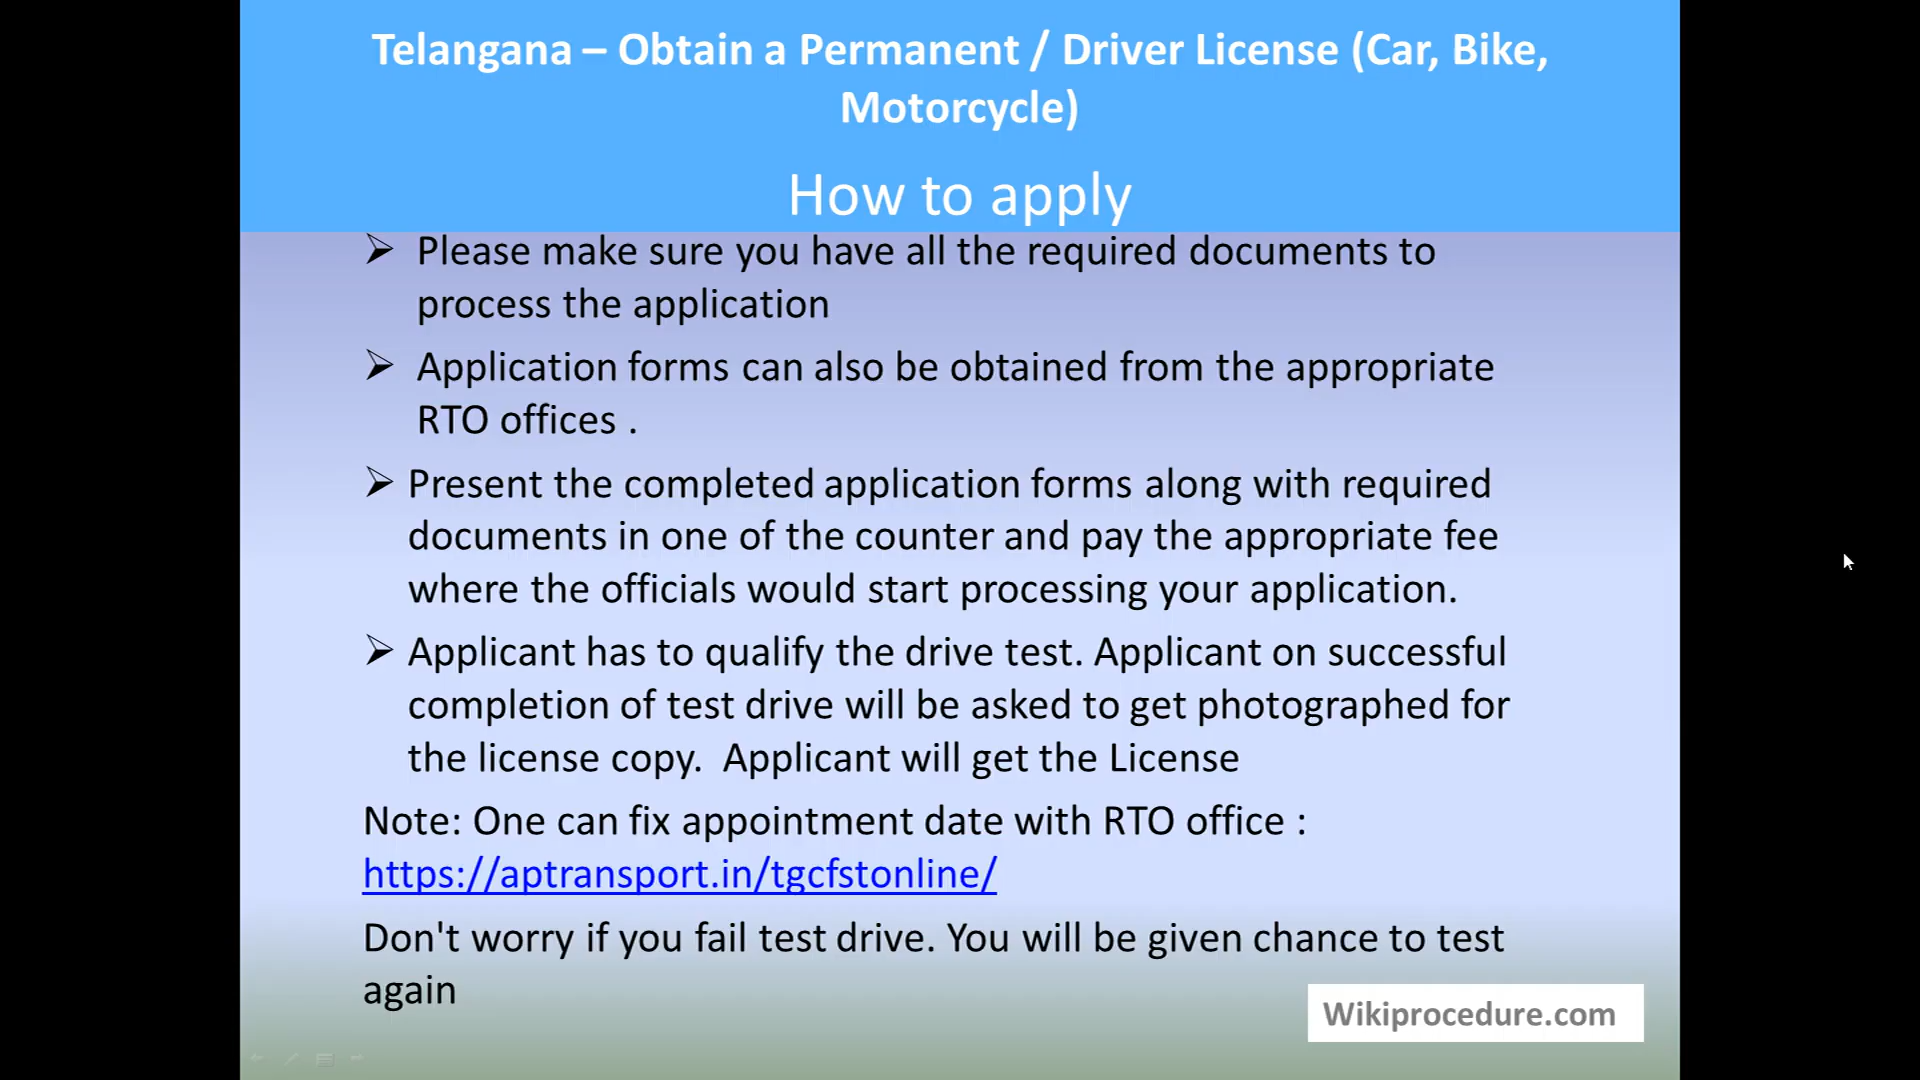 Telangana – Obtain a Permanent / Driver License (Car, Bike,
Motorcycle)
How to apply
➢ Please make sure you have all the required documents to
process the application
➢ Application forms can also be obtained from the appropriate
RTO offices .
➢ Present the completed application forms along with required
documents in one of the counter and pay the appropriate fee
where the officials would start processing your application.
➢ Applicant has to qualify the drive test. Applicant on successful
completion of test drive will be asked to get photographed for
the license copy.  Applicant will get the License
Note: One can fix appointment date with RTO office :
https://aptransport.in/tgcfstonline/
Don't worry if you fail test drive. You will be given chance to test
again
Wikiprocedure.com